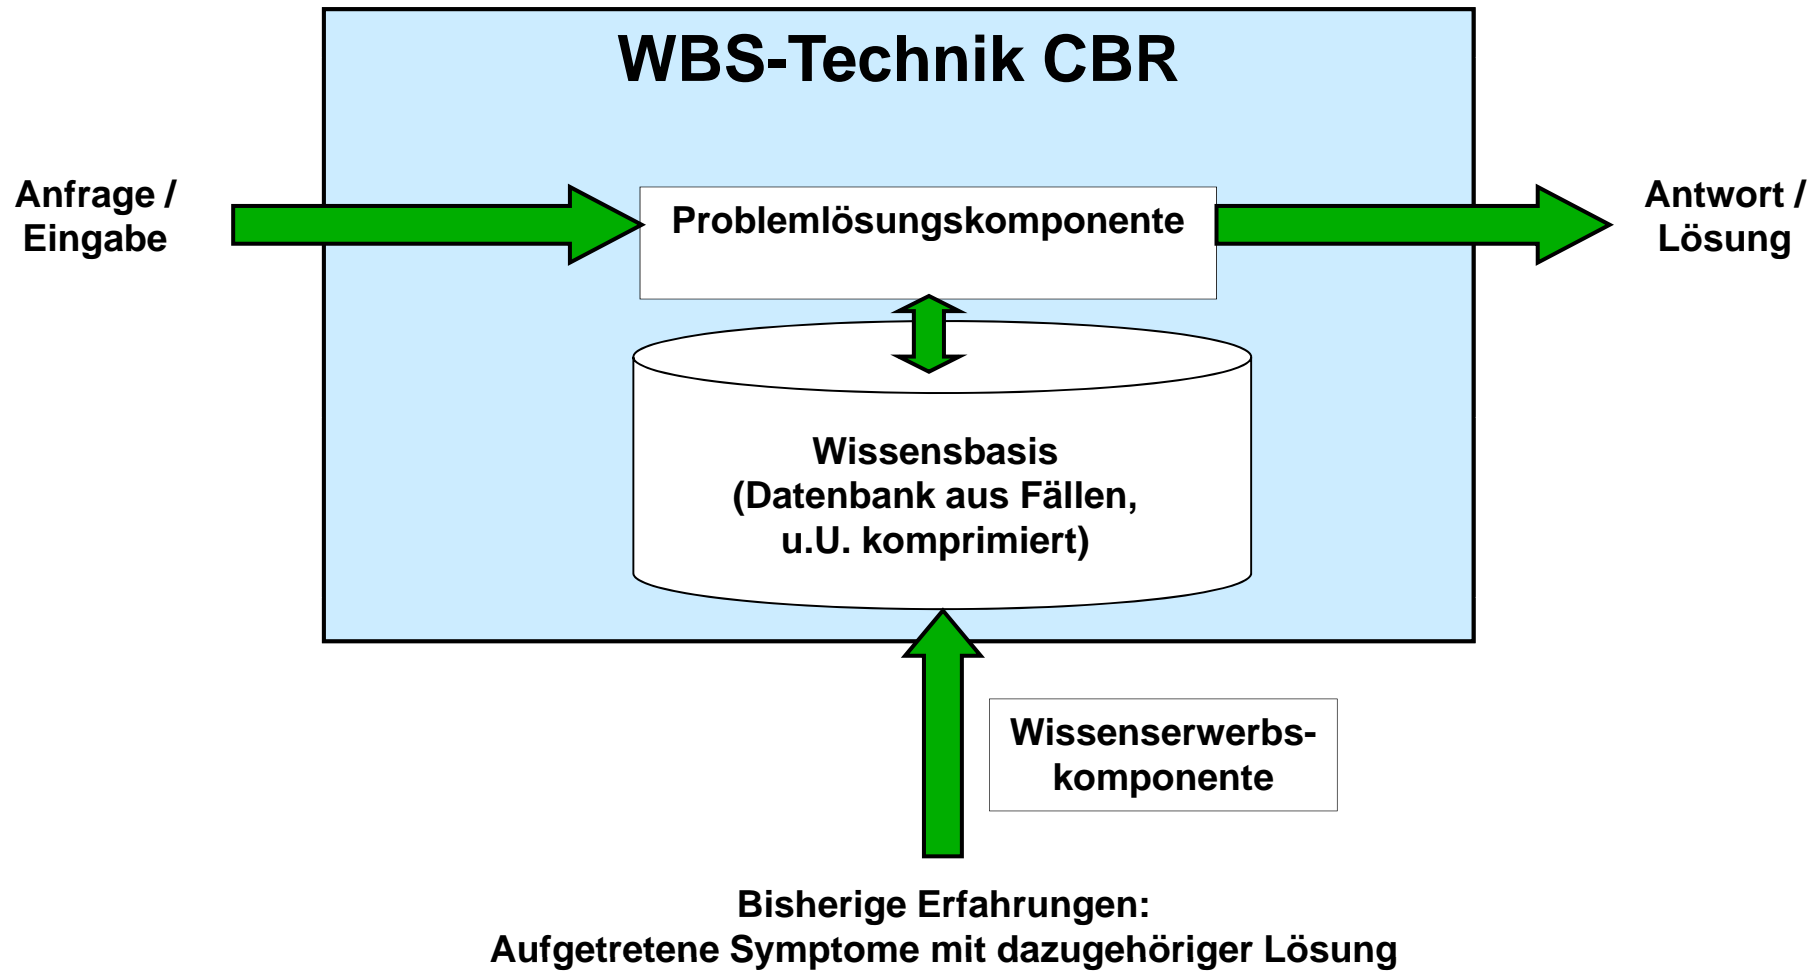 WBS-Technik CBR
Anfrage /
Eingabe
Problemlösungskomponente
Antwort /
Lösung
Wissensbasis
(Datenbank aus Fällen,
u.U. komprimiert)
Wissenserwerbs-
komponente
Bisherige Erfahrungen:
Aufgetretene Symptome mit dazugehöriger Lösung